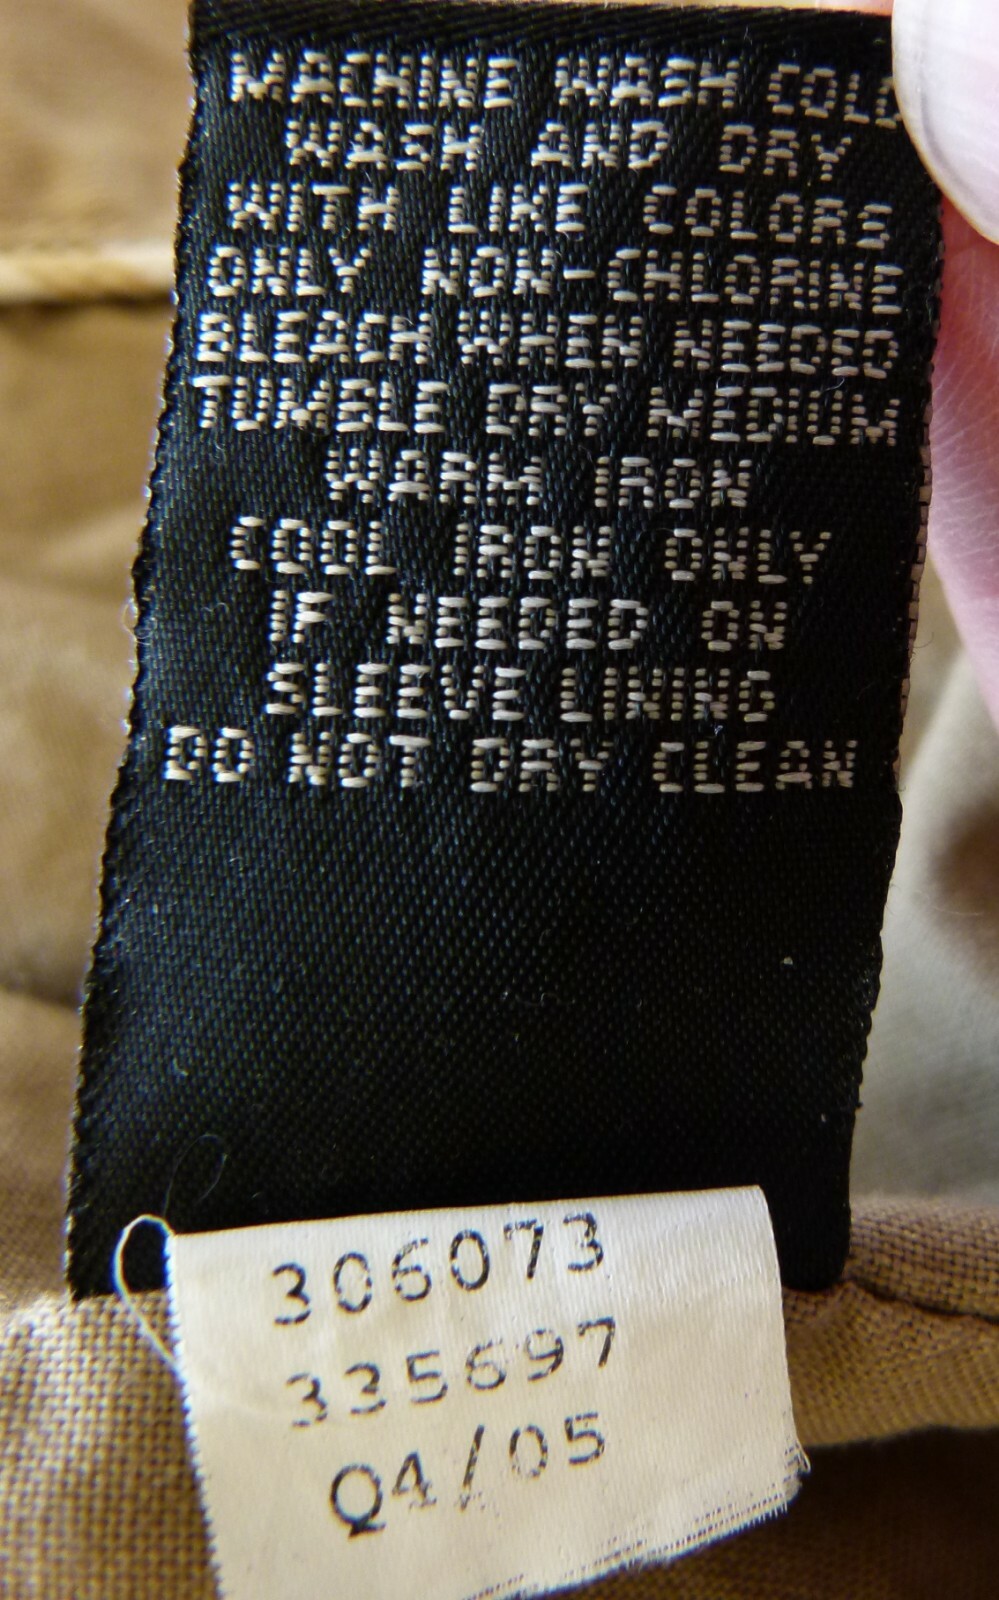 MACHINE WASH COLD
WASH AND DRY
WITH LIKE COLORS
ONLY NON-CHLORINE
BLEACH WHEN NEEDED
TUMBLE DRY MEDIUM
WARM IRON
COOL IRON ONLY
IF NEEDED ON
SLEEVE LINING
DO NOT DRY CLEAN
306073
335697
Q4/05